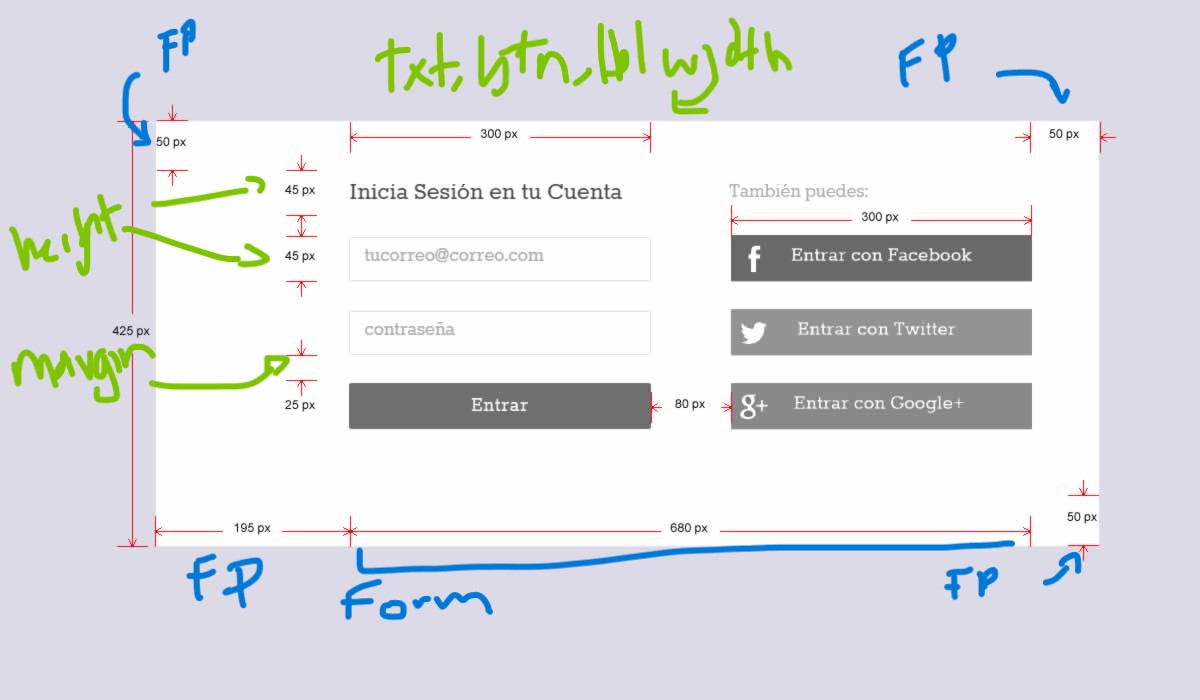 FP
txt, btn, lbl width
FP
50 px
300 px
50 px
height
45 px
Inicia Sesión en tu Cuenta
También puedes:
300 px
45 px
tucorreo@correo.com
Entrar con Facebook
425 px
contraseña
Entrar con Twitter
margin
25 px
Entrar
80 px
g+ Entrar con Google+
195 px
680 px
50 px
FP
Form
FP